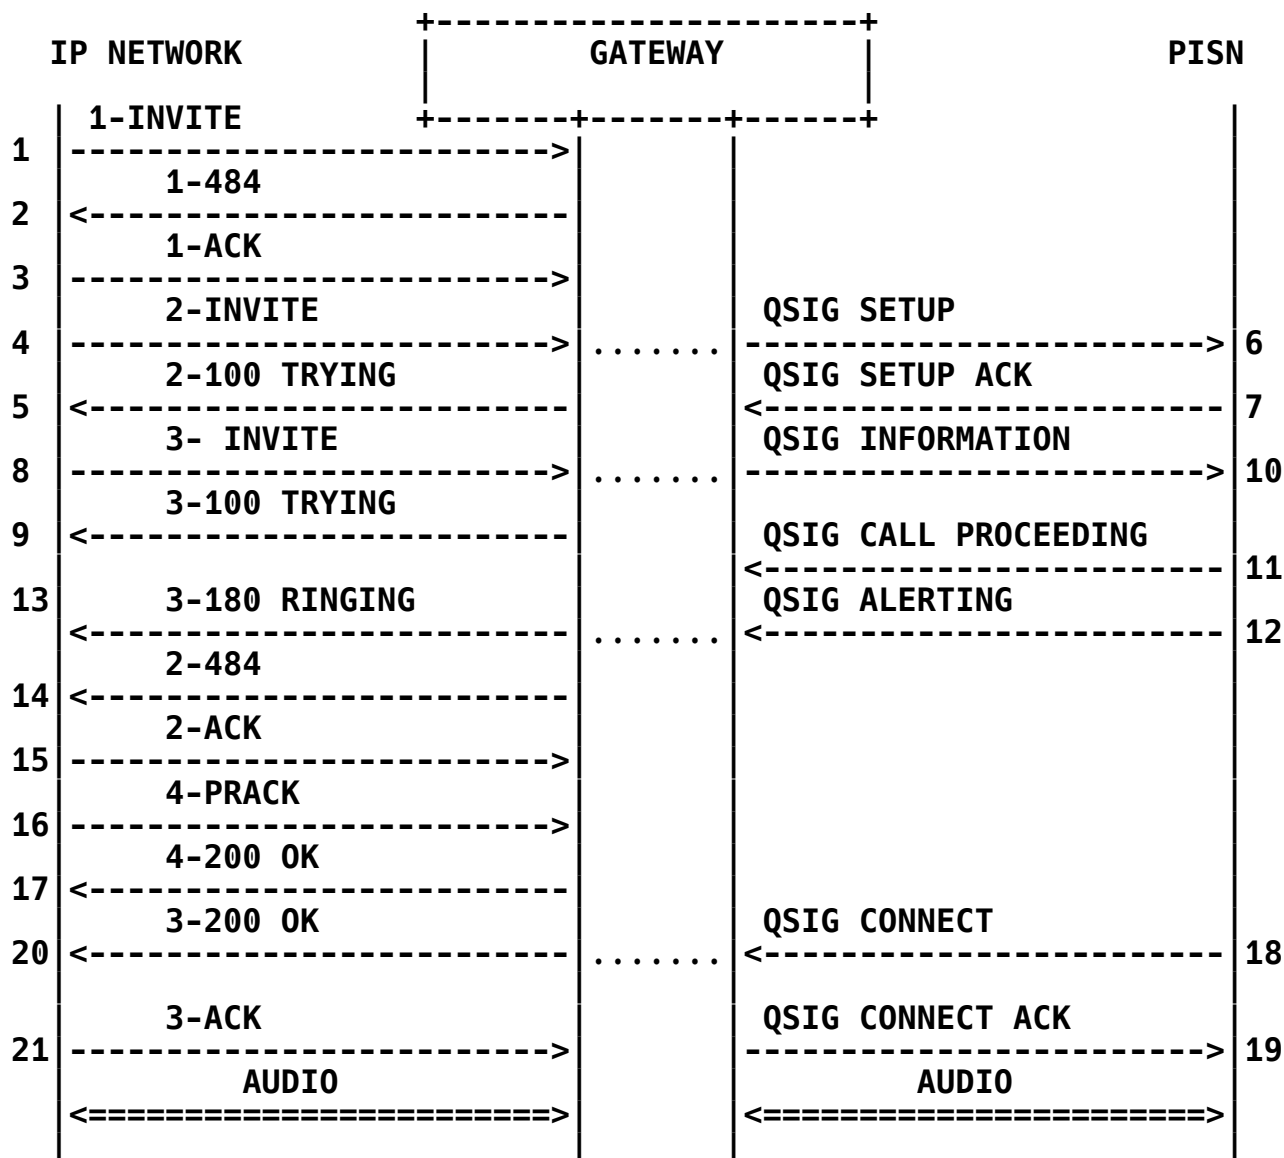 +----------------------+
IP NETWORK | GATEWAY | PISN
| |
| 1-INVITE +-------+-------+------+ |
1 |------------------------->| | |
| 1-484 | | |
2 |<-------------------------| | |
| 1-ACK | | |
3 |------------------------->| | |
| 2-INVITE | | QSIG SETUP |
4 |------------------------->|.......|------------------------>| 6
| 2-100 TRYING | | QSIG SETUP ACK |
5 |<-------------------------| |<------------------------| 7
| 3- INVITE | | QSIG INFORMATION |
8 |------------------------->|.......|------------------------>| 10
| 3-100 TRYING | | |
9 |<-------------------------| | QSIG CALL PROCEEDING |
| | |<------------------------| 11
13 | 3-180 RINGING | | QSIG ALERTING |
|<-------------------------|.......|<------------------------| 12
| 2-484 | | |
14 |<-------------------------| | |
| 2-ACK | | |
15 |------------------------->| | |
| 4-PRACK | | |
16 |------------------------->| | |
| 4-200 OK | | |
17 |<-------------------------| | |
| 3-200 OK | | QSIG CONNECT |
20 |<-------------------------|.......|<------------------------| 18
| 3-ACK | | QSIG CONNECT ACK |
21 |------------------------->| |------------------------>| 19
| AUDIO | | AUDIO |
|<========================>| |<=======================>|